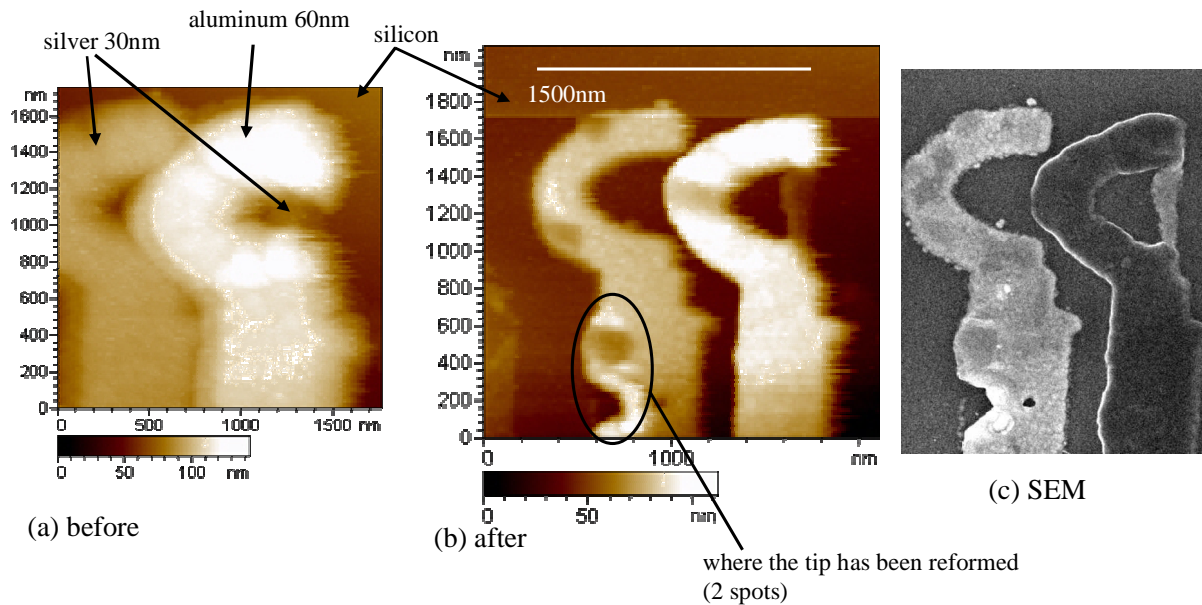 aluminum 60nm
silver 30nm
silicon
nm
1600
1400
1200
1000
800
600
400
200
0
0 500 1000 1500 nm
0 50 100 nm
(a) before
nm
1800
1600
1400
1200
1000
800
600
400
200
0
1500nm
0 1000 nm
0 50 nm
(b) after
where the tip has been reformed
(2 spots)
(c) SEM